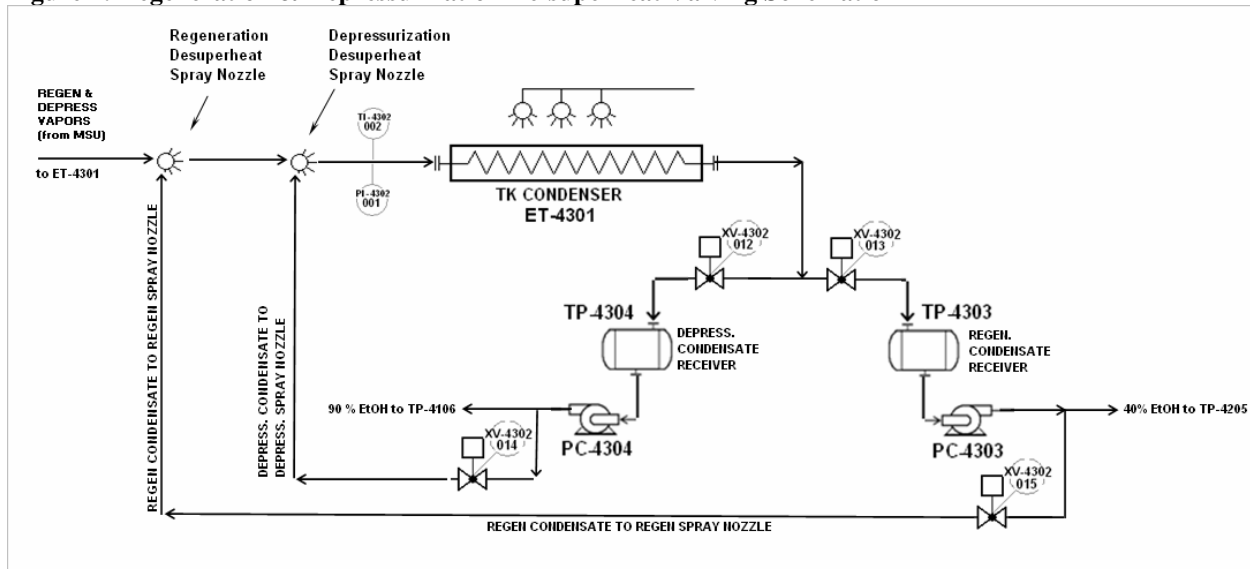 Regeneration
Desuperheat
Spray Nozzle
Depressurization
Desuperheat
Spray Nozzle
REGEN &
DEPRESS
VAPORS
(from MSU)
to ET-4301
TI-4302
002
PI-4302
001
TK CONDENSER
ET-4301
XV-4302
012
XV-4302
013
TP-4304
DEPRESS.
CONDENSATE
RECEIVER
TP-4303
REGEN.
CONDENSATE
RECEIVER
REGEN CONDENSATE TO REGEN SPRAY NOZZLE
DEPRESS. CONDENSATE TO
DEPRESS. SPRAY NOZZLE
90 % EtOH to TP-4106
PC-4304
XV-4302
014
40% EtOH to TP-4205
PC-4303
XV-4302
015
REGEN CONDENSATE TO REGEN SPRAY NOZZLE